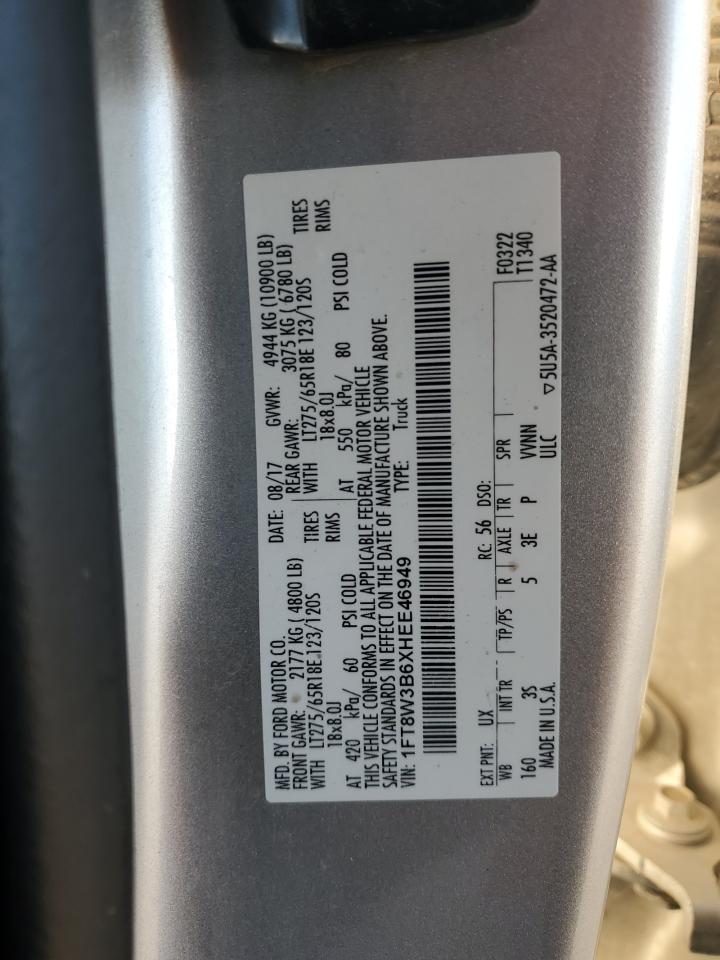 MFD. BY FORD MOTOR CO.
DATE: 08/17 GVWR: 4944 KG (10900 LB)
FRONT GAWR: 2177 KG ( 4800 LB) REAR GAWR: 3075 KG ( 6780 LB)
WITH LT275/65R18E 123/120S TIRES WITH LT275/65R18E 123/120S TIRES
18x8.0J RIMS 18x8.0J RIMS
AT 420 kPa/ 60 PSI COLD AT 550 kPa/ 80 PSI COLD
THIS VEHICLE CONFORMS TO ALL APPLICABLE FEDERAL MOTOR VEHICLE
SAFETY STANDARDS IN EFFECT ON THE DATE OF MANUFACTURE SHOWN ABOVE.
VIN: 1FT8W3B6XHEE46949 TYPE: Truck
EXT PNT: UX RC: 56 DSO:
WB INT TR TP/PS R AXLE TR SPR F0322
160 3S 5 3E P VVNN T1340
MADE IN U.S.A. ULC ▽5U5A-3520472-AA